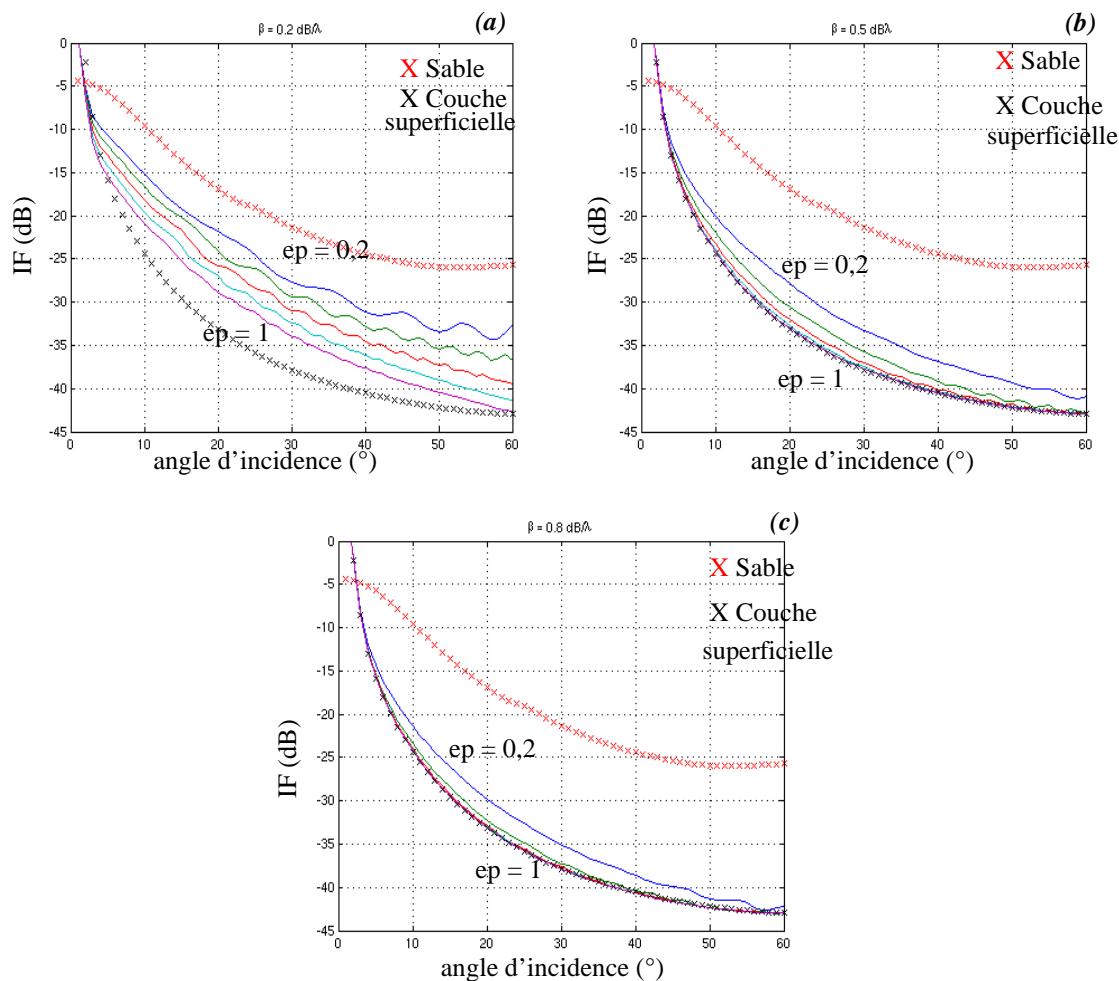 (a)
β = 0.2 dB/λ
X Sable
X Couche
superficielle
ep = 0,2
ep = 1
IF (dB)
0
-5
-10
-15
-20
-25
-30
-35
-40
-45
0 10 20 30 40 50 60
angle d'incidence (°)
(b)
β = 0.5 dB/λ
X Sable
X Couche
superficielle
ep = 0,2
ep = 1
IF (dB)
0
-5
-10
-15
-20
-25
-30
-35
-40
-45
0 10 20 30 40 50 60
angle d'incidence (°)
(c)
β = 0.8 dB/λ
X Sable
X Couche
superficielle
ep = 0,2
ep = 1
IF (dB)
0
-5
-10
-15
-20
-25
-30
-35
-40
-45
0 10 20 30 40 50 60
angle d'incidence (°)